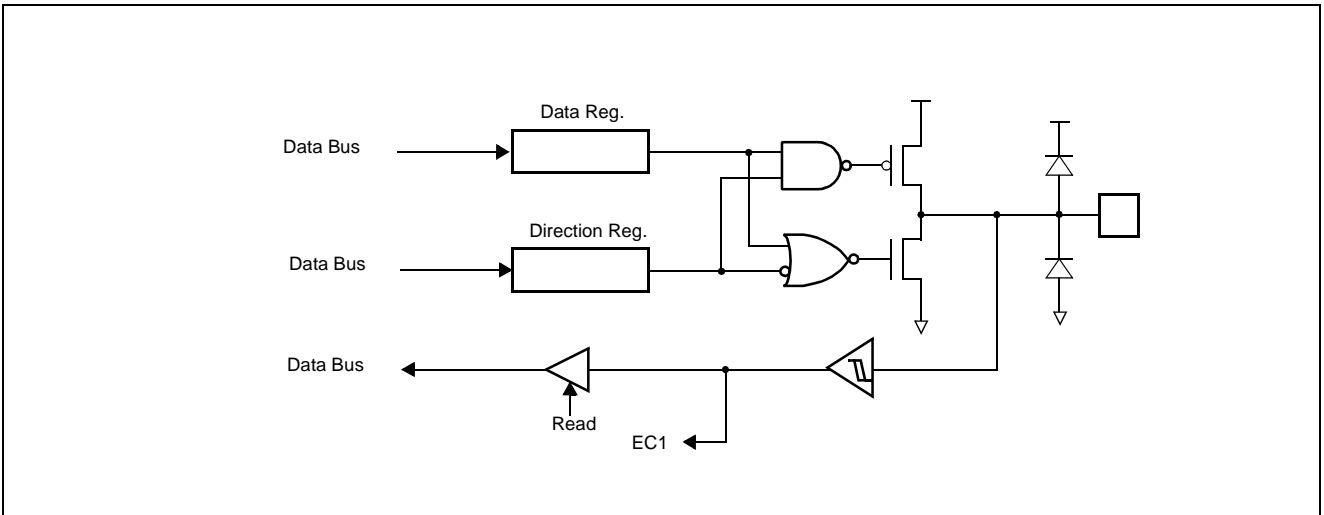 Data Reg.
Data Bus
Direction Reg.
Data Bus
Data Bus
Read
EC1